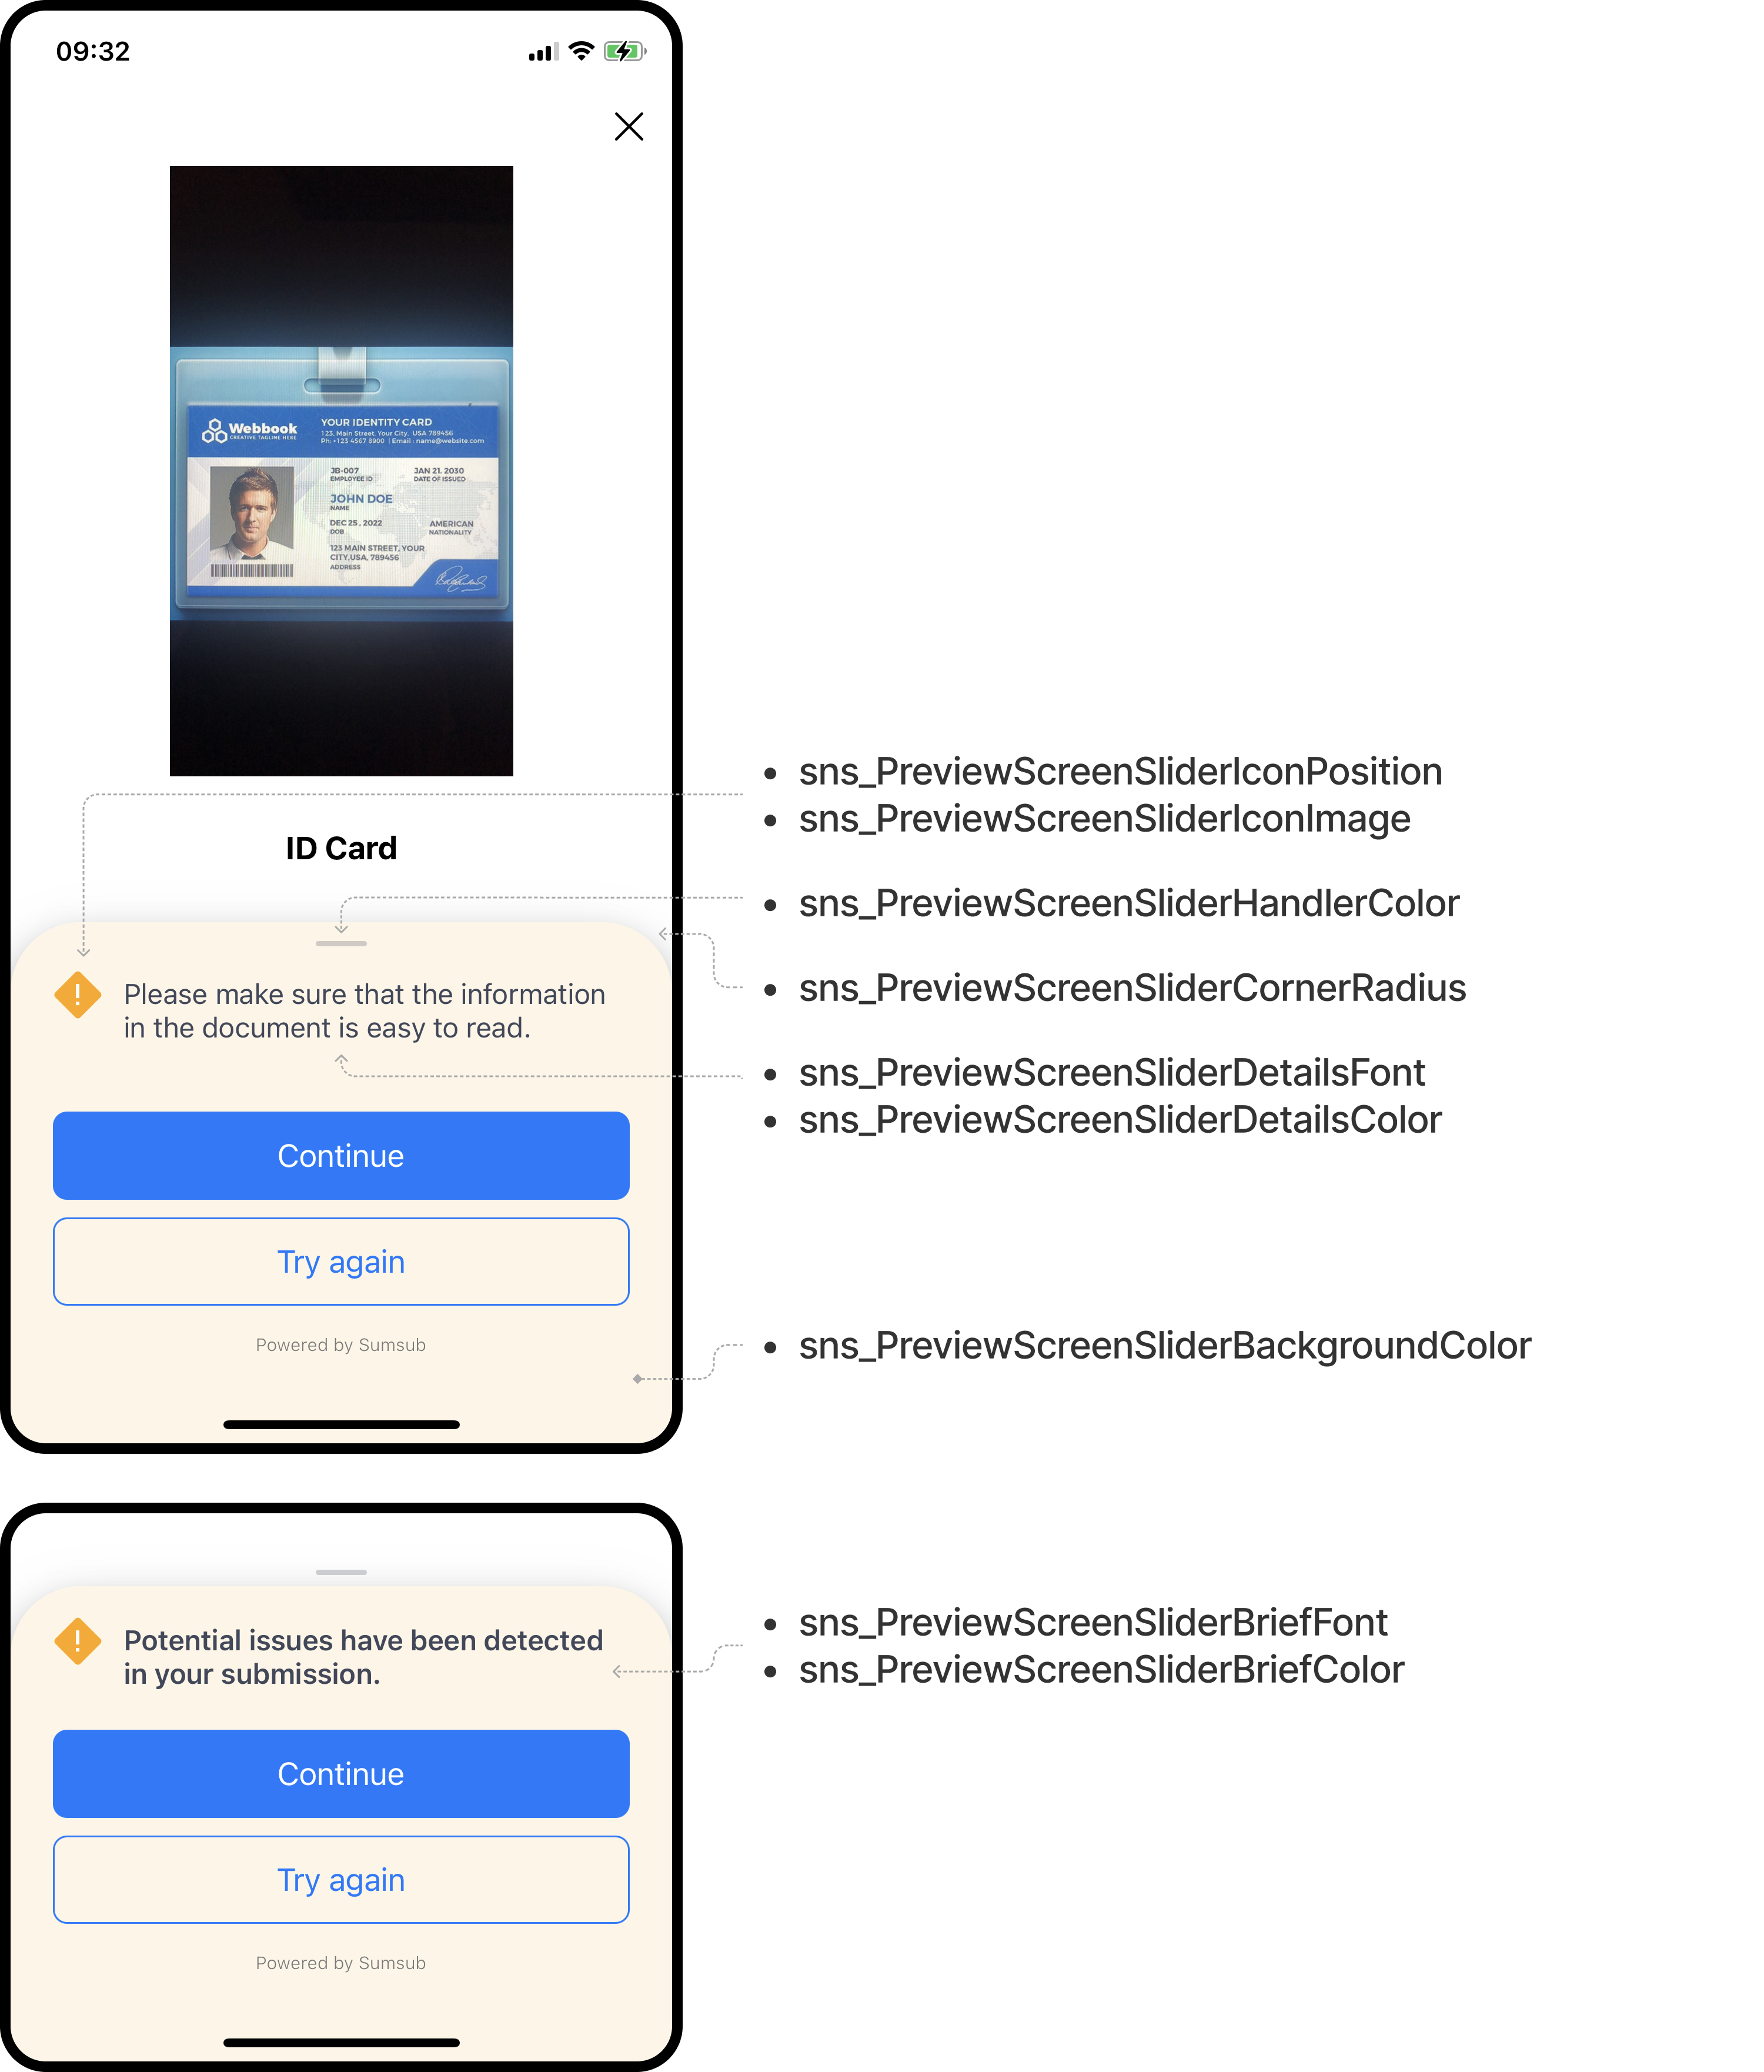 09:32
Webbook
CREATIVE TAGLINE HERE
YOUR IDENTITY CARD
123, Main Street, Your City, USA 789456
Ph: +123 4567 8900 | Email : name@website.com
JB-007
EMPLOYEE ID
JAN 21. 2030
DATE OF ISSUED
JOHN DOE
NAME
DEC 25 , 2022
DOB
AMERICAN
NATIONALITY
123 MAIN STREET, YOUR
CITY,USA, 789456
ADDRESS
• sns_PreviewScreenSliderIconPosition
• sns_PreviewScreenSliderIconImage
ID Card
• sns_PreviewScreenSliderHandlerColor
• sns_PreviewScreenSliderCornerRadius
Please make sure that the information
in the document is easy to read.
• sns_PreviewScreenSliderDetailsFont
• sns_PreviewScreenSliderDetailsColor
Continue
Try again
Powered by Sumsub
• sns_PreviewScreenSliderBackgroundColor
Potential issues have been detected
in your submission.
• sns_PreviewScreenSliderBriefFont
• sns_PreviewScreenSliderBriefColor
Continue
Try again
Powered by Sumsub